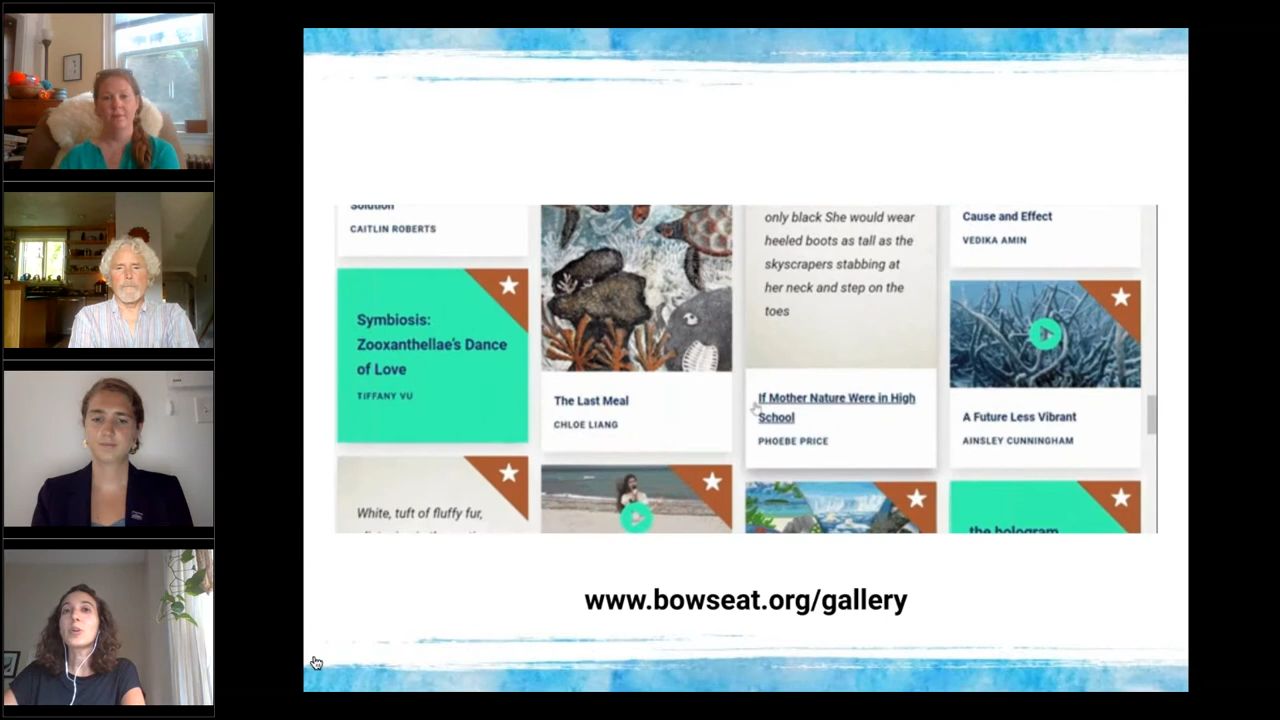 Solution
CAITLIN ROBERTS
Symbiosis:
Zooxanthellae's Dance
of Love
TIFFANY VU
White, tuft of fluffy fur,
The Last Meal
CHLOE LIANG
only black She would wear
heeled boots as tall as the
skyscrapers stabbing at
her neck and step on the
toes
If Mother Nature Were in High
School
PHOEBE PRICE
Cause and Effect
VEDIKA AMIN
A Future Less Vibrant
AINSLEY CUNNINGHAM
the hologram
www.bowseat.org/gallery